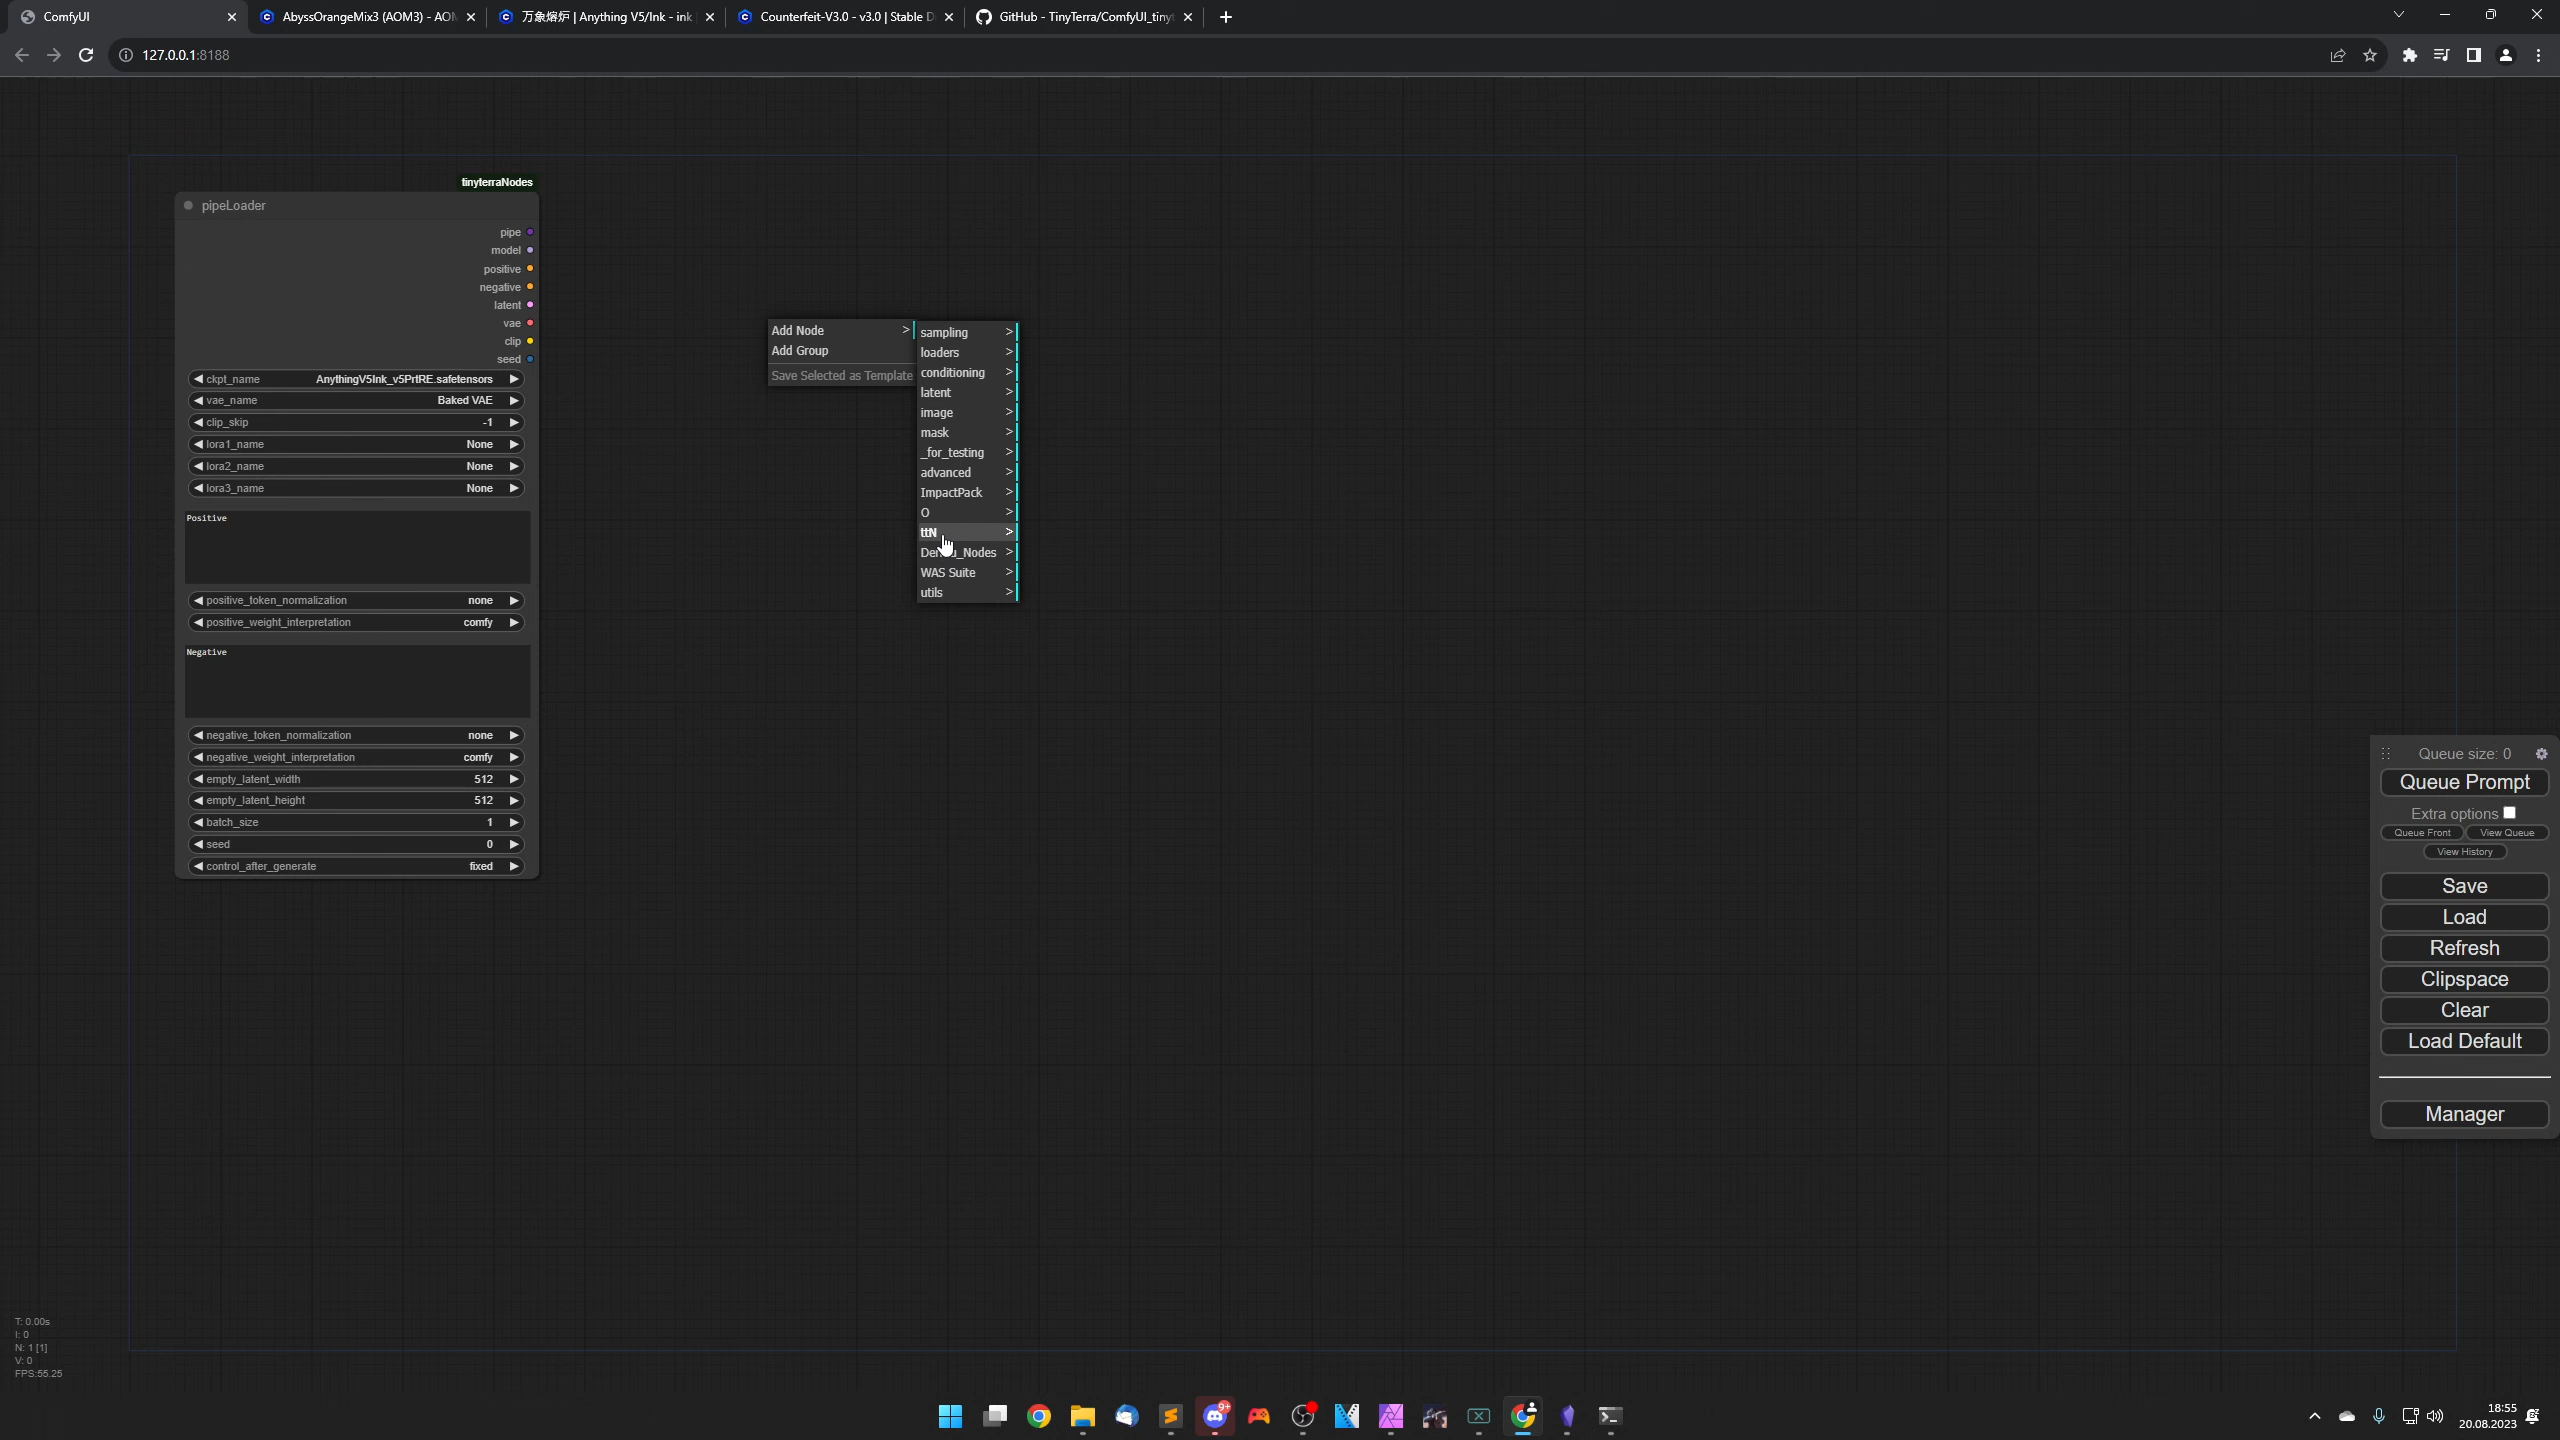 ComfyUI
AbyssOrangeMix3 (AOM3) - AOM
万象熔炉 | Anything V5/Ink - ink
Counterfeit-V3.0 - v3.0 | Stable D
GitHub - TinyTerra/ComfyUI_tinyt
127.0.0.1:8188
tinyterraNodes
pipeLoader
pipe
model
positive
negative
latent
vae
clip
seed
ckpt_name AnythingV5Ink_v5PrtRE.safetensors
vae_name Baked VAE
clip_skip -1
lora1_name None
lora2_name None
lora3_name None
Positive
positive_token_normalization none
positive_weight_interpretation comfy
Negative
negative_token_normalization none
negative_weight_interpretation comfy
empty_latent_width 512
empty_latent_height 512
batch_size 1
seed 0
control_after_generate fixed
Add Node >
Add Group
Save Selected as Template
sampling >
loaders >
conditioning >
latent >
image >
mask >
_for_testing >
advanced >
ImpactPack >
O >
ttN >
_Nodes >
WAS Suite >
utils >
Queue size: 0
Queue Prompt
Extra options
Queue Front View Queue
View History
Save
Load
Refresh
Clipspace
Clear
Load Default
Manager
T: 0.00s
I: 0
N: 1 [1]
V: 0
FPS:55.25
9+
18:55
20.08.2023